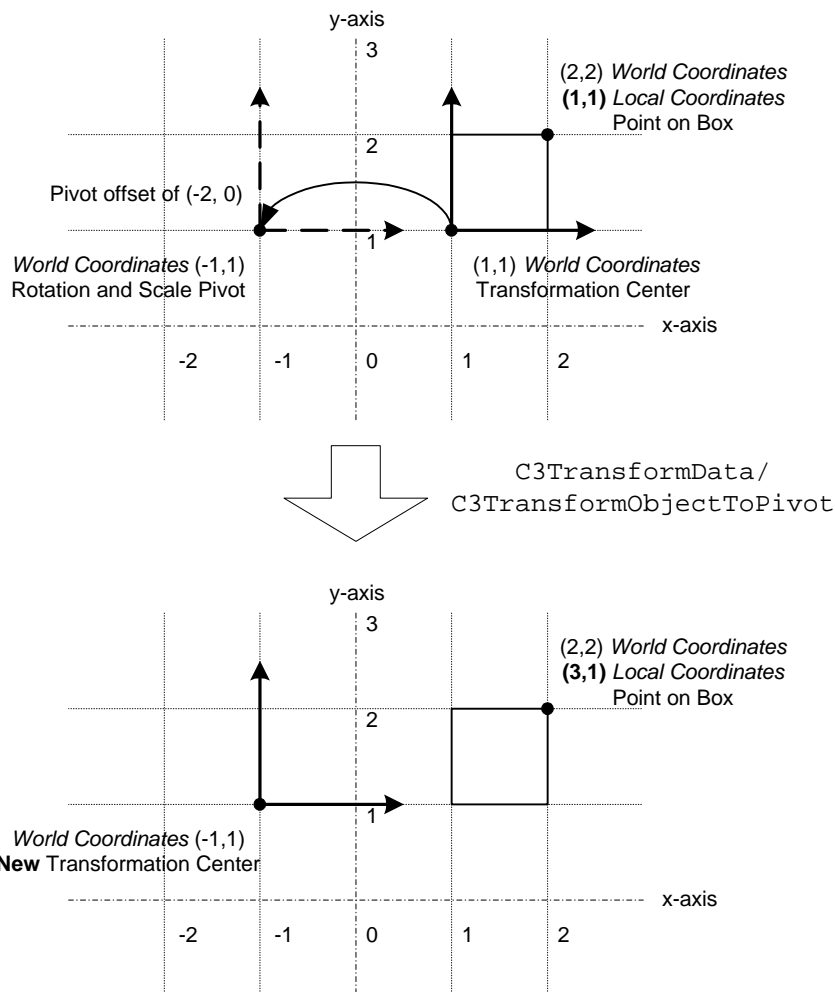 y-axis
3
(2,2) World Coordinates
(1,1) Local Coordinates
Point on Box
2
Pivot offset of (-2, 0)
1
World Coordinates (-1,1)
Rotation and Scale Pivot
(1,1) World Coordinates
Transformation Center
x-axis
-2 -1 0 1 2
C3TransformData/
C3TransformObjectToPivot
y-axis
3
(2,2) World Coordinates
(3,1) Local Coordinates
Point on Box
2
1
World Coordinates (-1,1)
New Transformation Center
x-axis
-2 -1 0 1 2